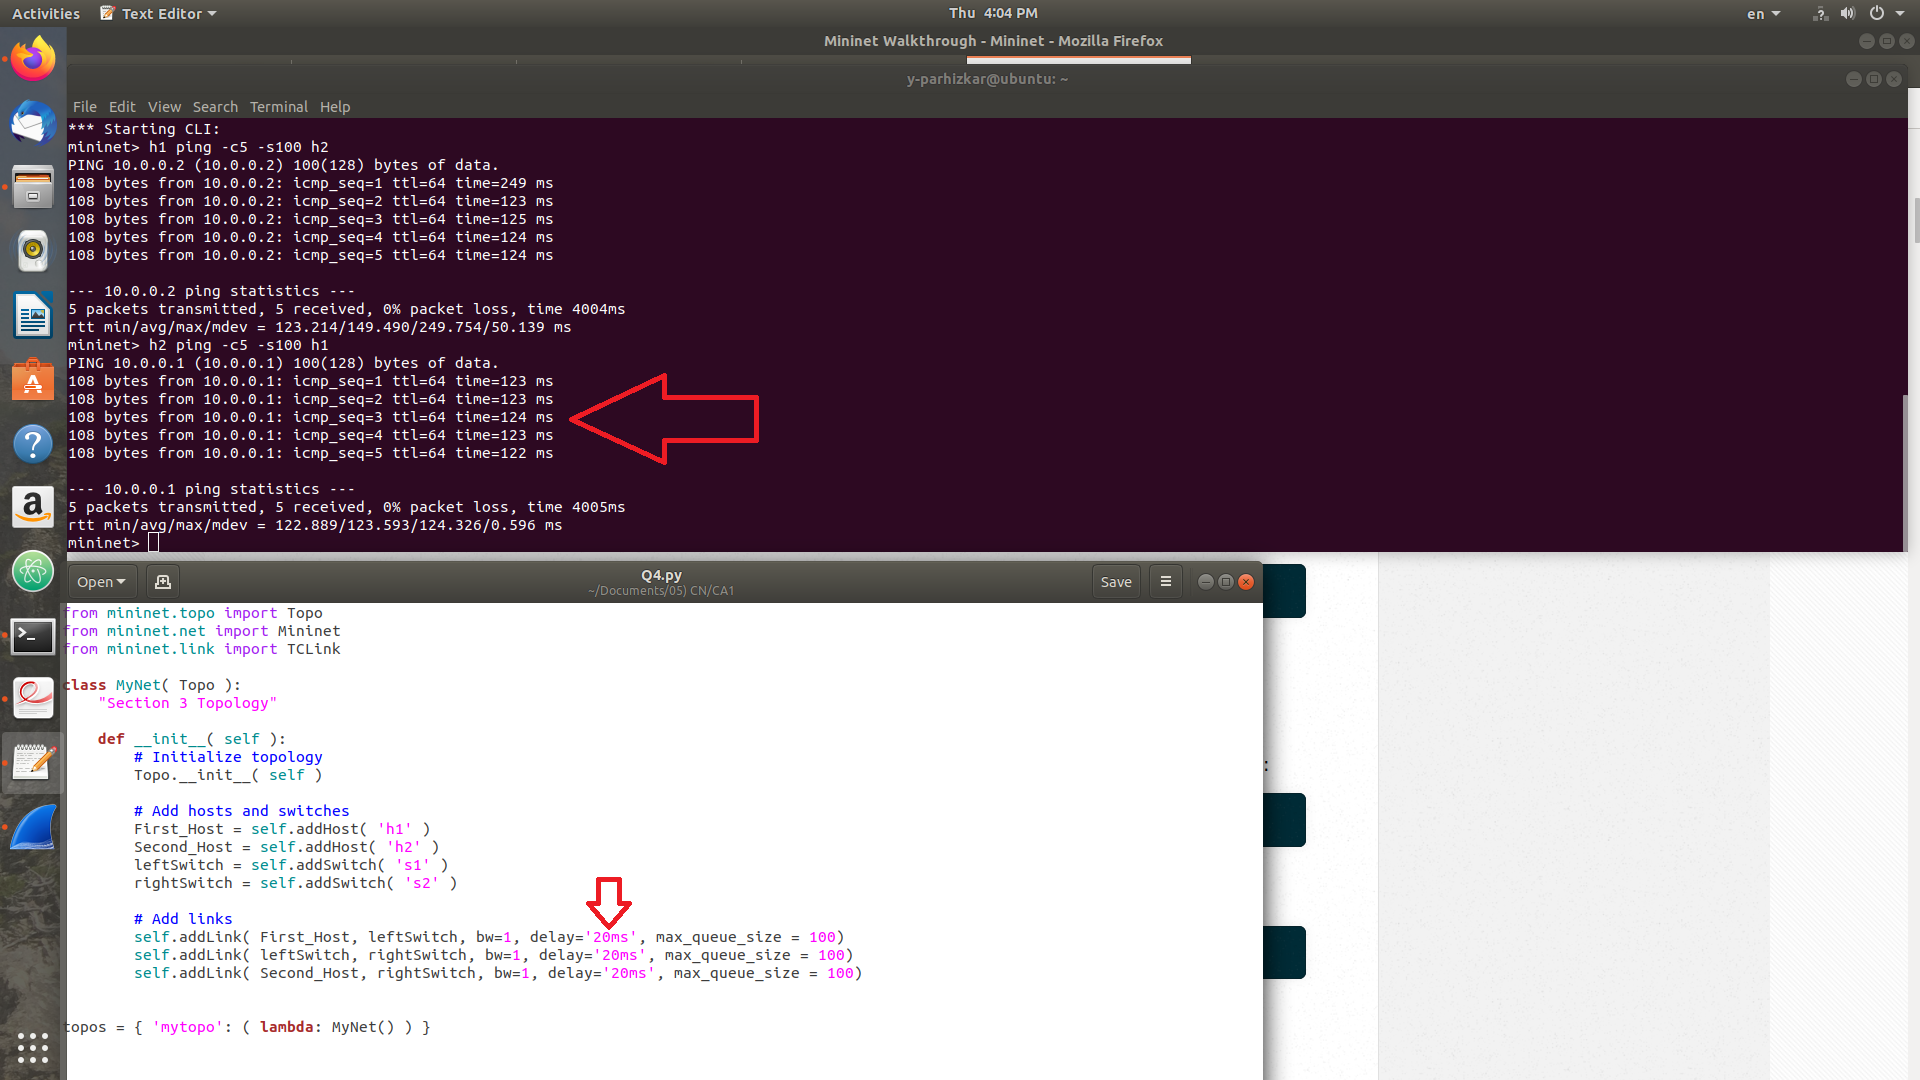 Activities Text Editor Thu 4:04 PM en
Mininet Walkthrough - Mininet - Mozilla Firefox
y-parhizkar@ubuntu: ~
File Edit View Search Terminal Help
*** Starting CLI:
mininet> h1 ping -c5 -s100 h2
PING 10.0.0.2 (10.0.0.2) 100(128) bytes of data.
108 bytes from 10.0.0.2: icmp_seq=1 ttl=64 time=249 ms
108 bytes from 10.0.0.2: icmp_seq=2 ttl=64 time=123 ms
108 bytes from 10.0.0.2: icmp_seq=3 ttl=64 time=125 ms
108 bytes from 10.0.0.2: icmp_seq=4 ttl=64 time=124 ms
108 bytes from 10.0.0.2: icmp_seq=5 ttl=64 time=124 ms
--- 10.0.0.2 ping statistics ---
5 packets transmitted, 5 received, 0% packet loss, time 4004ms
rtt min/avg/max/mdev = 123.214/149.490/249.754/50.139 ms
mininet> h2 ping -c5 -s100 h1
PING 10.0.0.1 (10.0.0.1) 100(128) bytes of data.
108 bytes from 10.0.0.1: icmp_seq=1 ttl=64 time=123 ms
108 bytes from 10.0.0.1: icmp_seq=2 ttl=64 time=123 ms
108 bytes from 10.0.0.1: icmp_seq=3 ttl=64 time=124 ms
108 bytes from 10.0.0.1: icmp_seq=4 ttl=64 time=123 ms
108 bytes from 10.0.0.1: icmp_seq=5 ttl=64 time=122 ms
--- 10.0.0.1 ping statistics ---
5 packets transmitted, 5 received, 0% packet loss, time 4005ms
rtt min/avg/max/mdev = 122.889/123.593/124.326/0.596 ms
mininet>
Open Q4.py Save
~/Documents/05) CN/CA1
from mininet.topo import Topo
from mininet.net import Mininet
from mininet.link import TCLink
class MyNet( Topo ):
"Section 3 Topology"
def __init__( self ):
# Initialize topology
Topo.__init__( self )
# Add hosts and switches
First_Host = self.addHost( 'h1' )
Second_Host = self.addHost( 'h2' )
leftSwitch = self.addSwitch( 's1' )
rightSwitch = self.addSwitch( 's2' )
# Add links
self.addLink( First_Host, leftSwitch, bw=1, delay='20ms', max_queue_size = 100)
self.addLink( leftSwitch, rightSwitch, bw=1, delay='20ms', max_queue_size = 100)
self.addLink( Second_Host, rightSwitch, bw=1, delay='20ms', max_queue_size = 100)
topos = { 'mytopo': ( lambda: MyNet() ) }